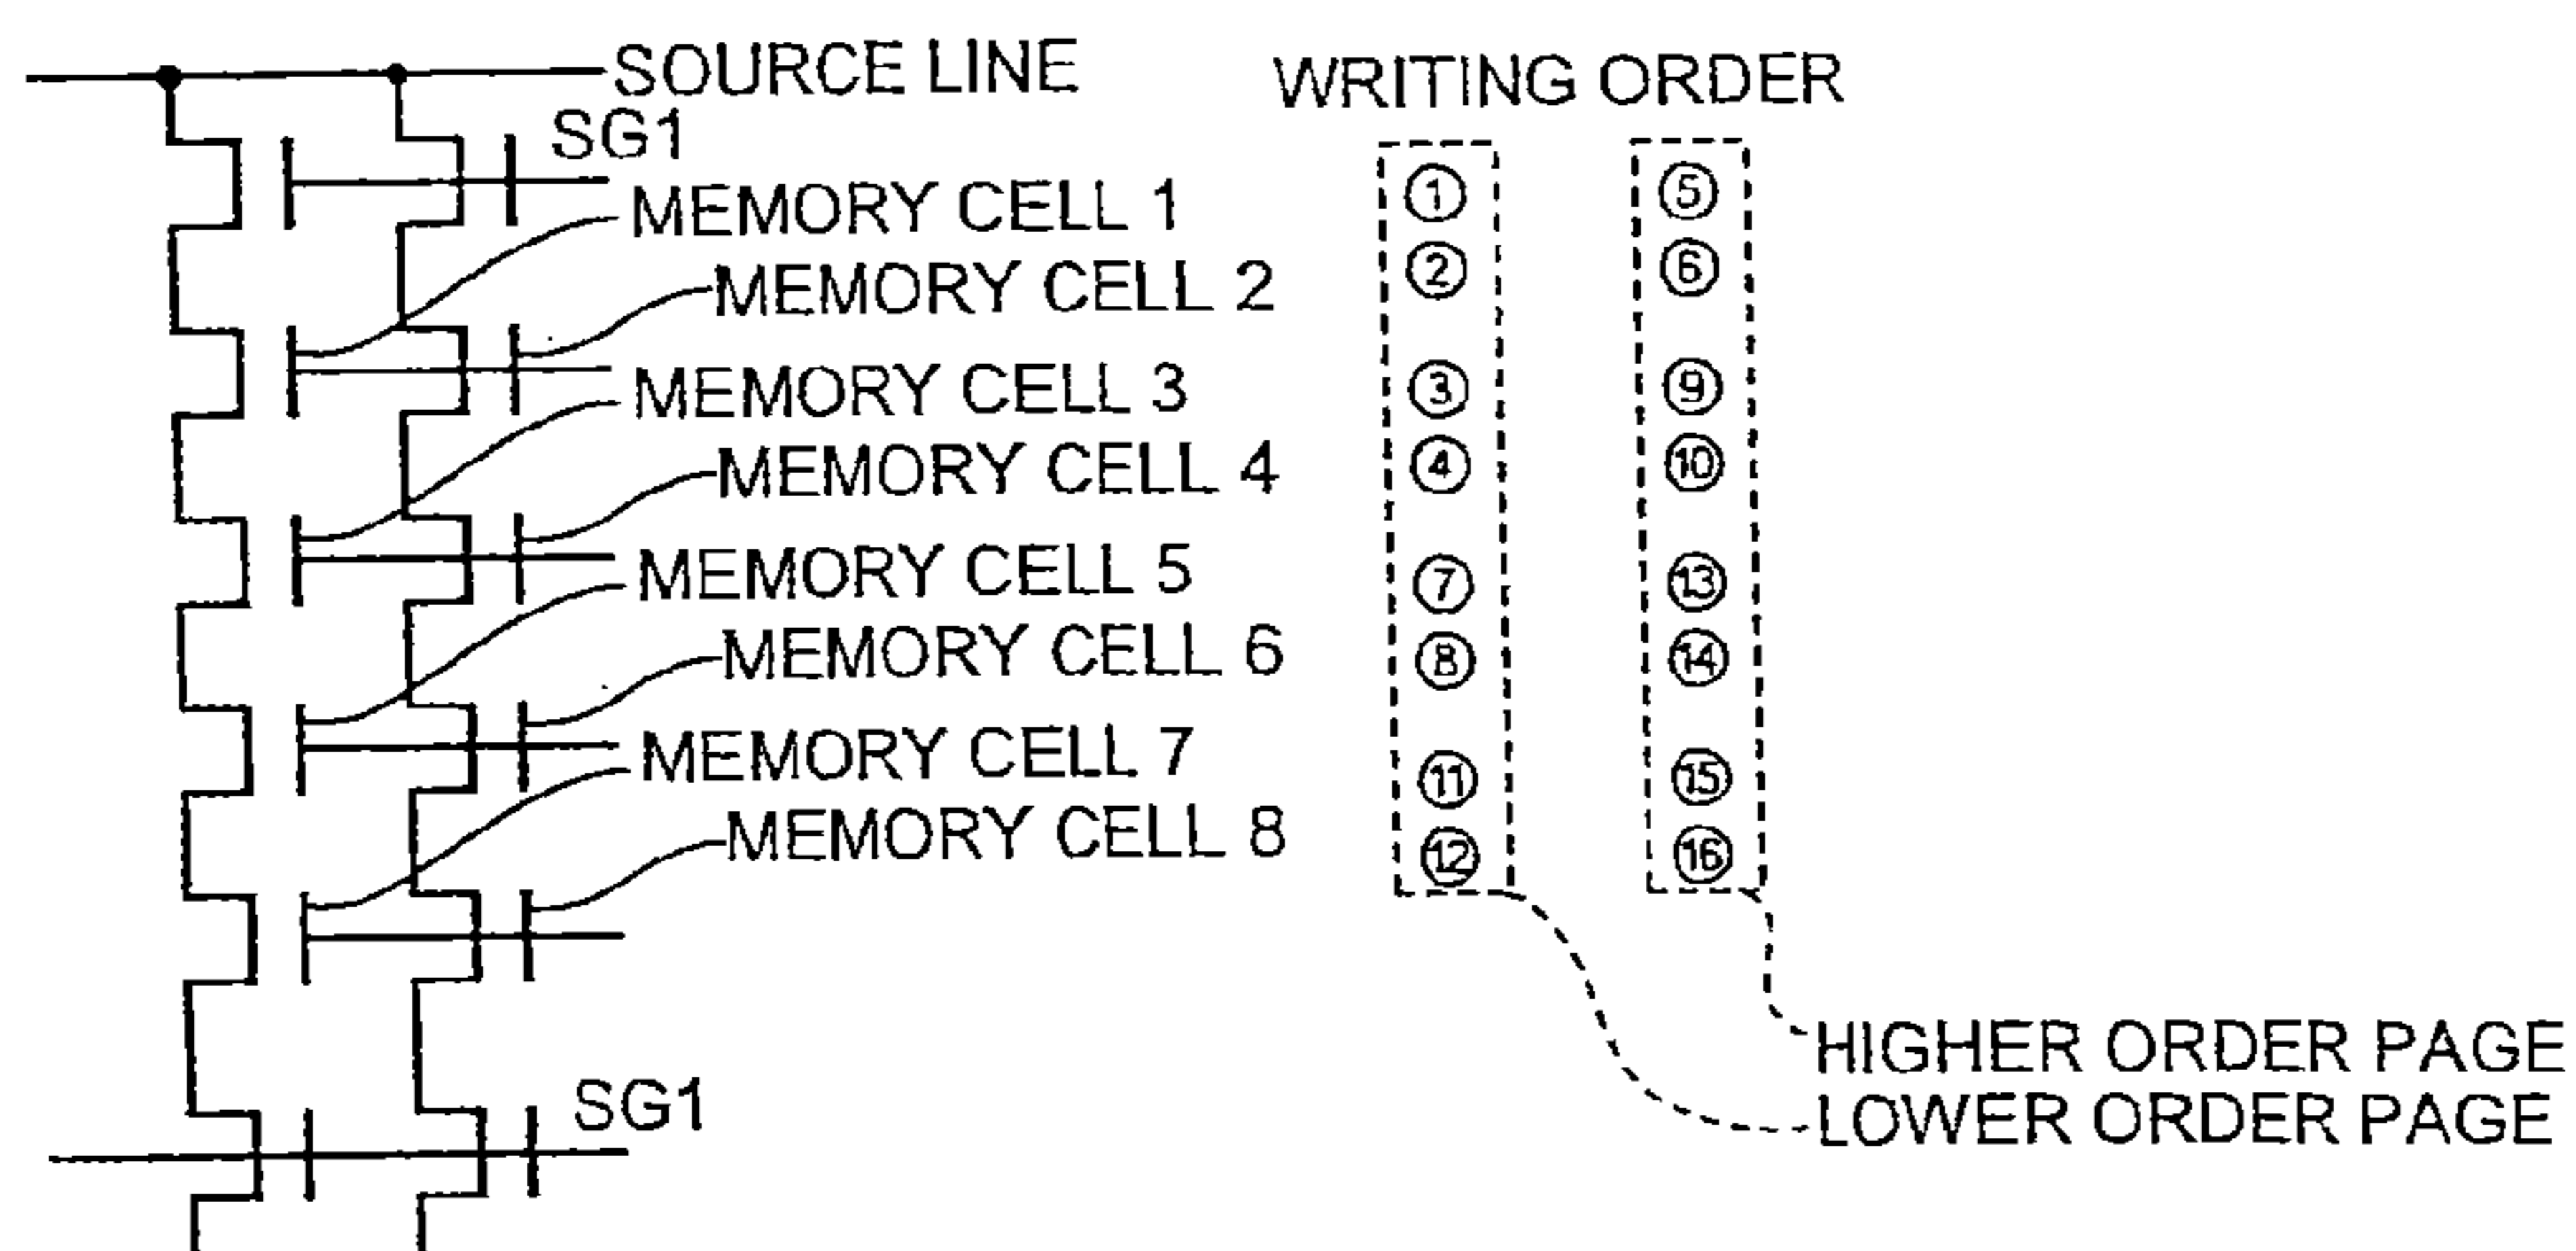 SOURCE LINE
WRITING ORDER
SG1
MEMORY CELL 1
① ⑤
MEMORY CELL 2
② ⑥
MEMORY CELL 3
③ ⑨
MEMORY CELL 4
④ ⑩
MEMORY CELL 5
⑦ ⑬
MEMORY CELL 6
⑧ ⑭
MEMORY CELL 7
⑪ ⑮
MEMORY CELL 8
⑫ ⑯
HIGHER ORDER PAGE
SG1
LOWER ORDER PAGE